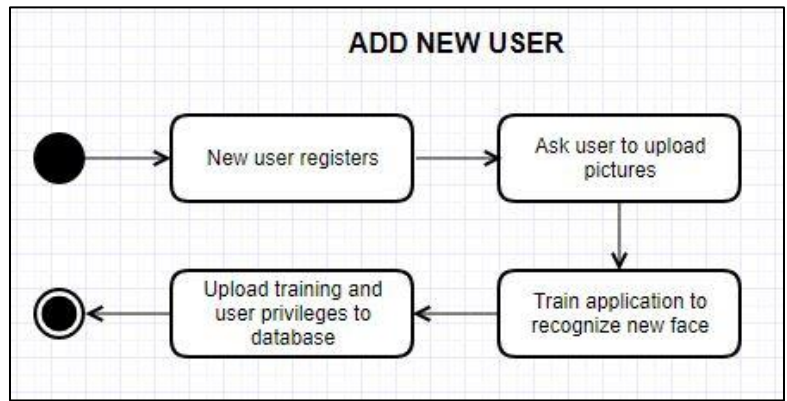 ADD NEW USER
New user registers
Ask user to upload
pictures
Train application to
recognize new face
Upload training and
user privileges to
database